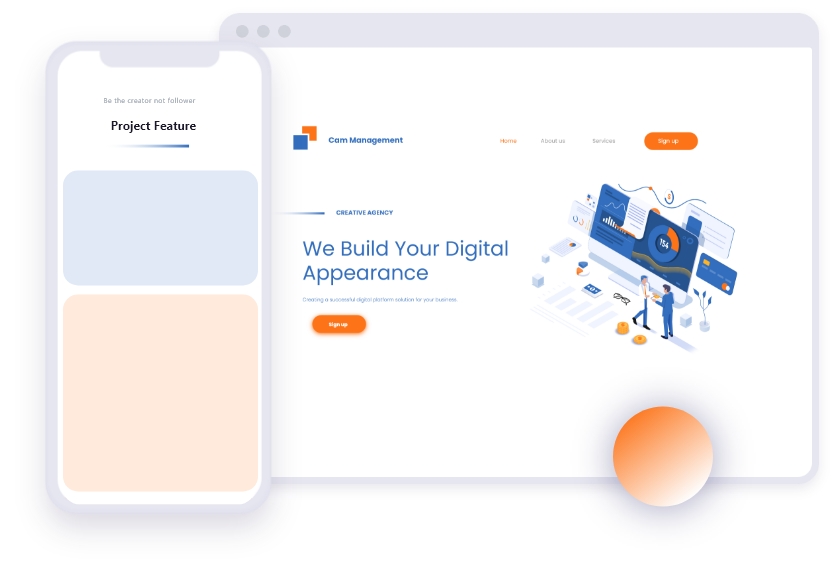 Be the creator not follower
Project Feature
Cam Management
Home
About us
Services
Sign up
CREATIVE AGENCY
We Build Your Digital
Appearance
Creating a successful digital platform solution for your business.
Sign up
154